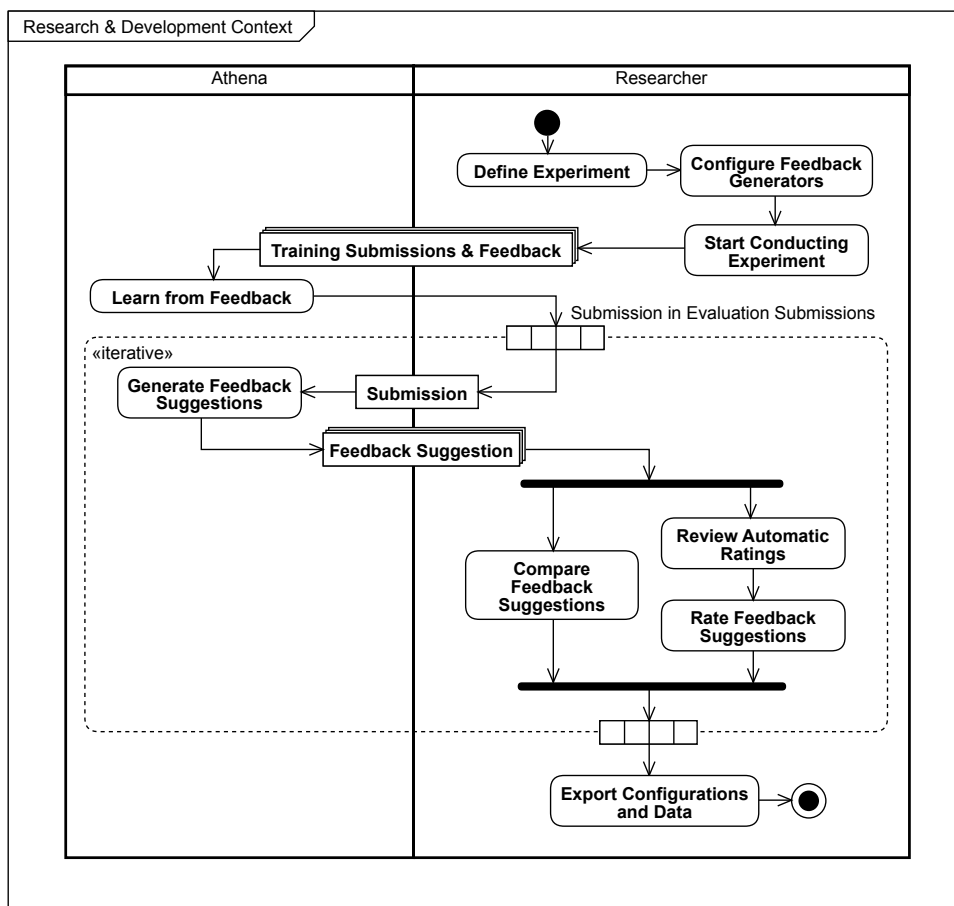 Research & Development Context
Athena
Researcher
Define Experiment
Configure Feedback
Generators
Start Conducting
Experiment
Training Submissions & Feedback
Learn from Feedback
Submission in Evaluation Submissions
«iterative»
Generate Feedback
Suggestions
Submission
Feedback Suggestion
Compare
Feedback
Suggestions
Review Automatic
Ratings
Rate Feedback
Suggestions
Export Configurations
and Data